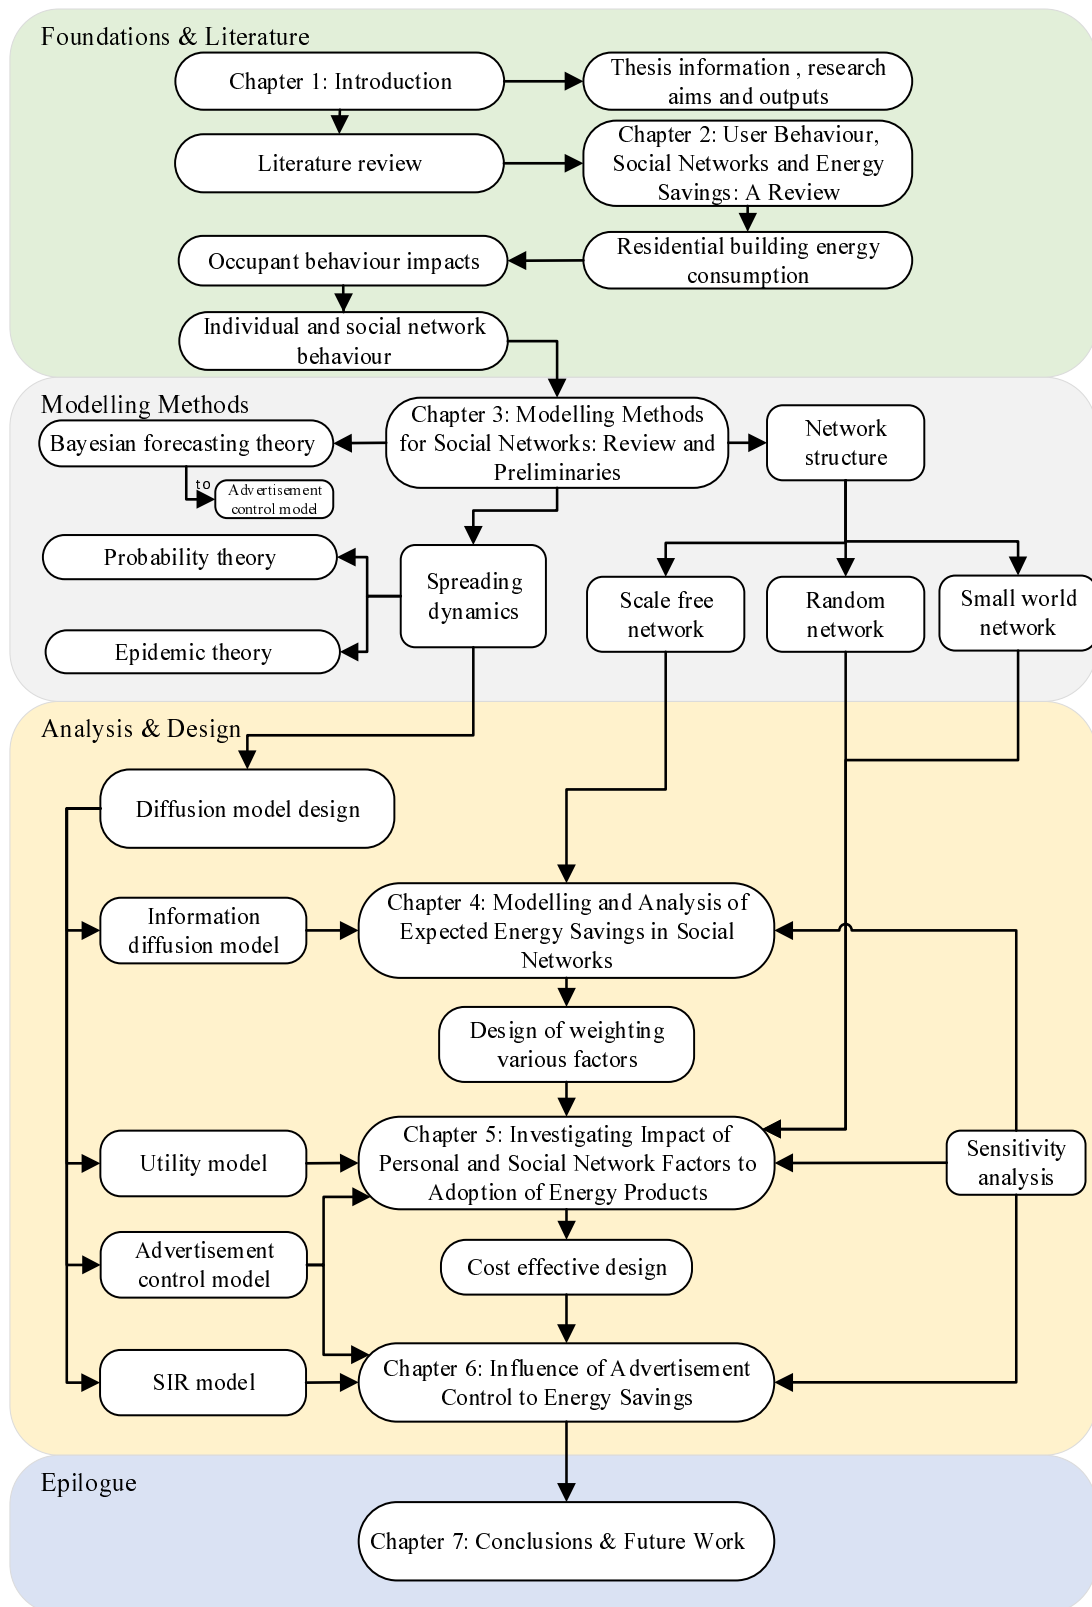 Foundations & Literature
Chapter 1: Introduction
Thesis information , research
aims and outputs
Literature review
Chapter 2: User Behaviour,
Social Networks and Energy
Savings: A Review
Occupant behaviour impacts
Residential building energy
consumption
Individual and social network
behaviour
Modelling Methods
Bayesian forecasting theory
to
Advertisement
control model
Chapter 3: Modelling Methods
for Social Networks: Review and
Preliminaries
Network
structure
Probability theory
Epidemic theory
Spreading
dynamics
Scale free
network
Random
network
Small world
network
Analysis & Design
Diffusion model design
Information
diffusion model
Chapter 4: Modelling and Analysis of
Expected Energy Savings in Social
Networks
Design of weighting
various factors
Utility model
Chapter 5: Investigating Impact of
Personal and Social Network Factors to
Adoption of Energy Products
Sensitivity
analysis
Advertisement
control model
Cost effective design
SIR model
Chapter 6: Influence of Advertisement
Control to Energy Savings
Epilogue
Chapter 7: Conclusions & Future Work